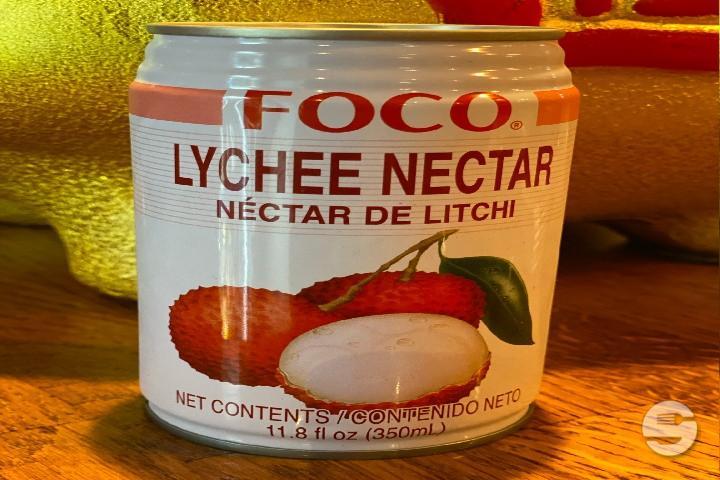 FOCO®
LYCHEE NECTAR
NÉCTAR DE LITCHI
NET CONTENTS / CONTENIDO NETO
11.8 fl oz (350mL)